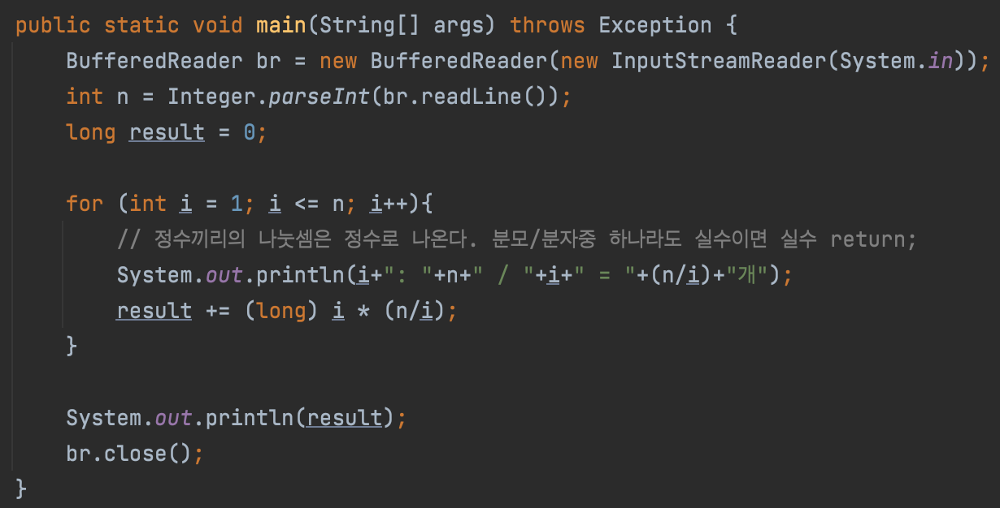 public static void main(String[] args) throws Exception {
    BufferedReader br = new BufferedReader(new InputStreamReader(System.in));
    int n = Integer.parseInt(br.readLine());
    long result = 0;

    for (int i = 1; i <= n; i++){
        // 정수끼리의 나눗셈은 정수로 나온다. 분모/분자중 하나라도 실수이면 실수 return;
        System.out.println(i+": "+n+" / "+i+" = "+(n/i)+"개");
        result += (long) i * (n/i);
    }

    System.out.println(result);
    br.close();
}